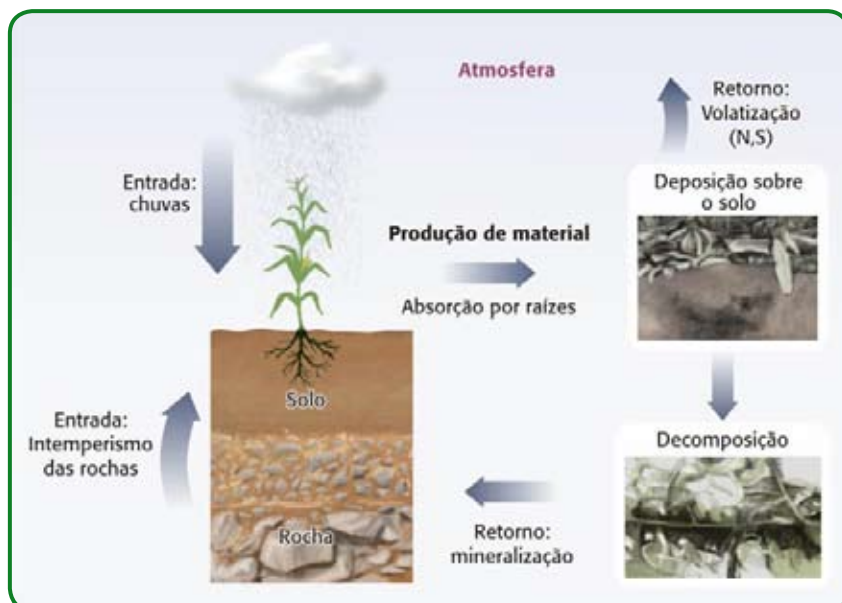 Atmosfera
Retorno:
Volatização
(N,S)
Entrada:
chuvas
Deposição sobre
o solo
Produção de material
Absorção por raízes
Solo
Entrada:
Intemperismo
das rochas
Decomposição
Rocha
Retorno:
mineralização